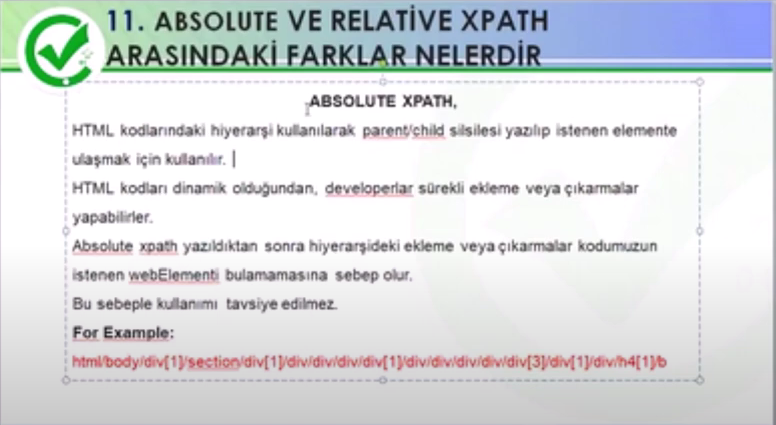 11. ABSOLUTE VE RELATİVE XPATH
ARASINDAKİ FARKLAR NELERDİR
ABSOLUTE XPATH,
HTML kodlarındaki hiyerarşi kullanılarak parent/child silsilesi yazılıp istenen elemente
ulaşmak için kullanılır.
HTML kodları dinamik olduğundan, developerlar sürekli ekleme veya çıkarmalar
yapabilirler.
Absolute xpath yazıldıktan sonra hiyerarşideki ekleme veya çıkarmalar kodumuzun
istenen webElementi bulamamasına sebep olur.
Bu sebeple kullanımı tavsiye edilmez.
For Example:
html/body/div[1]/section/div[1]/div/div/div/div[1]/div/div/div/div/div[3]/div[1]/div/h4[1]/b